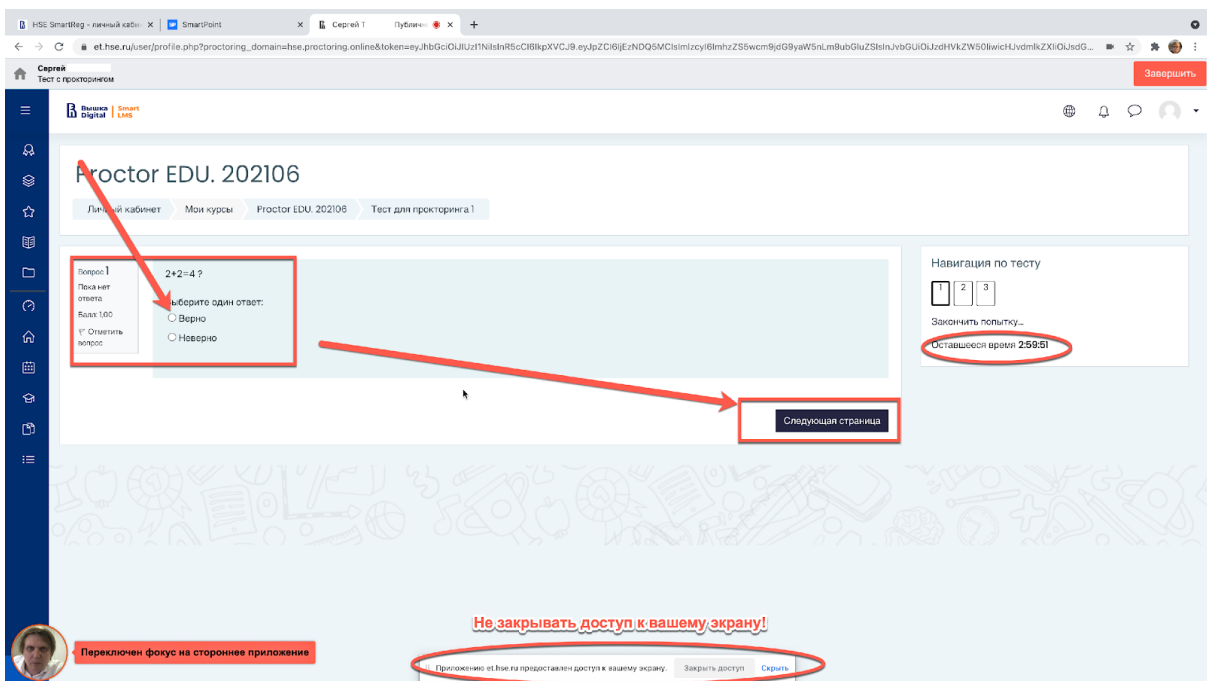 HSE SmartReg - личный кабин
SmartPoint
Сергей Т
Публичн
et.hse.ru/user/profile.php?proctoring_domain=hse.proctoring.online&token=
Сергей
Тест с прокторингом
Завершить
Вышка Digital
Smart LMS
Proctor EDU. 202106
Личный кабинет
Мои курсы
Proctor EDU. 202106
Тест для прокторинга 1
Вопрос 1
Пока нет
ответа
Балл: 1,00
Отметить
вопрос
2+2=4 ?
ыберите один ответ:
Верно
Неверно
Следующая страница
Навигация по тесту
1 2 3
Закончить попытку...
Оставшееся время 2:59:51
Не закрывать доступ к вашему экрану!
Переключен фокус на стороннее приложение
Приложению et.hse.ru предоставлен доступ к вашему экрану. Закрыть доступ Скрыть